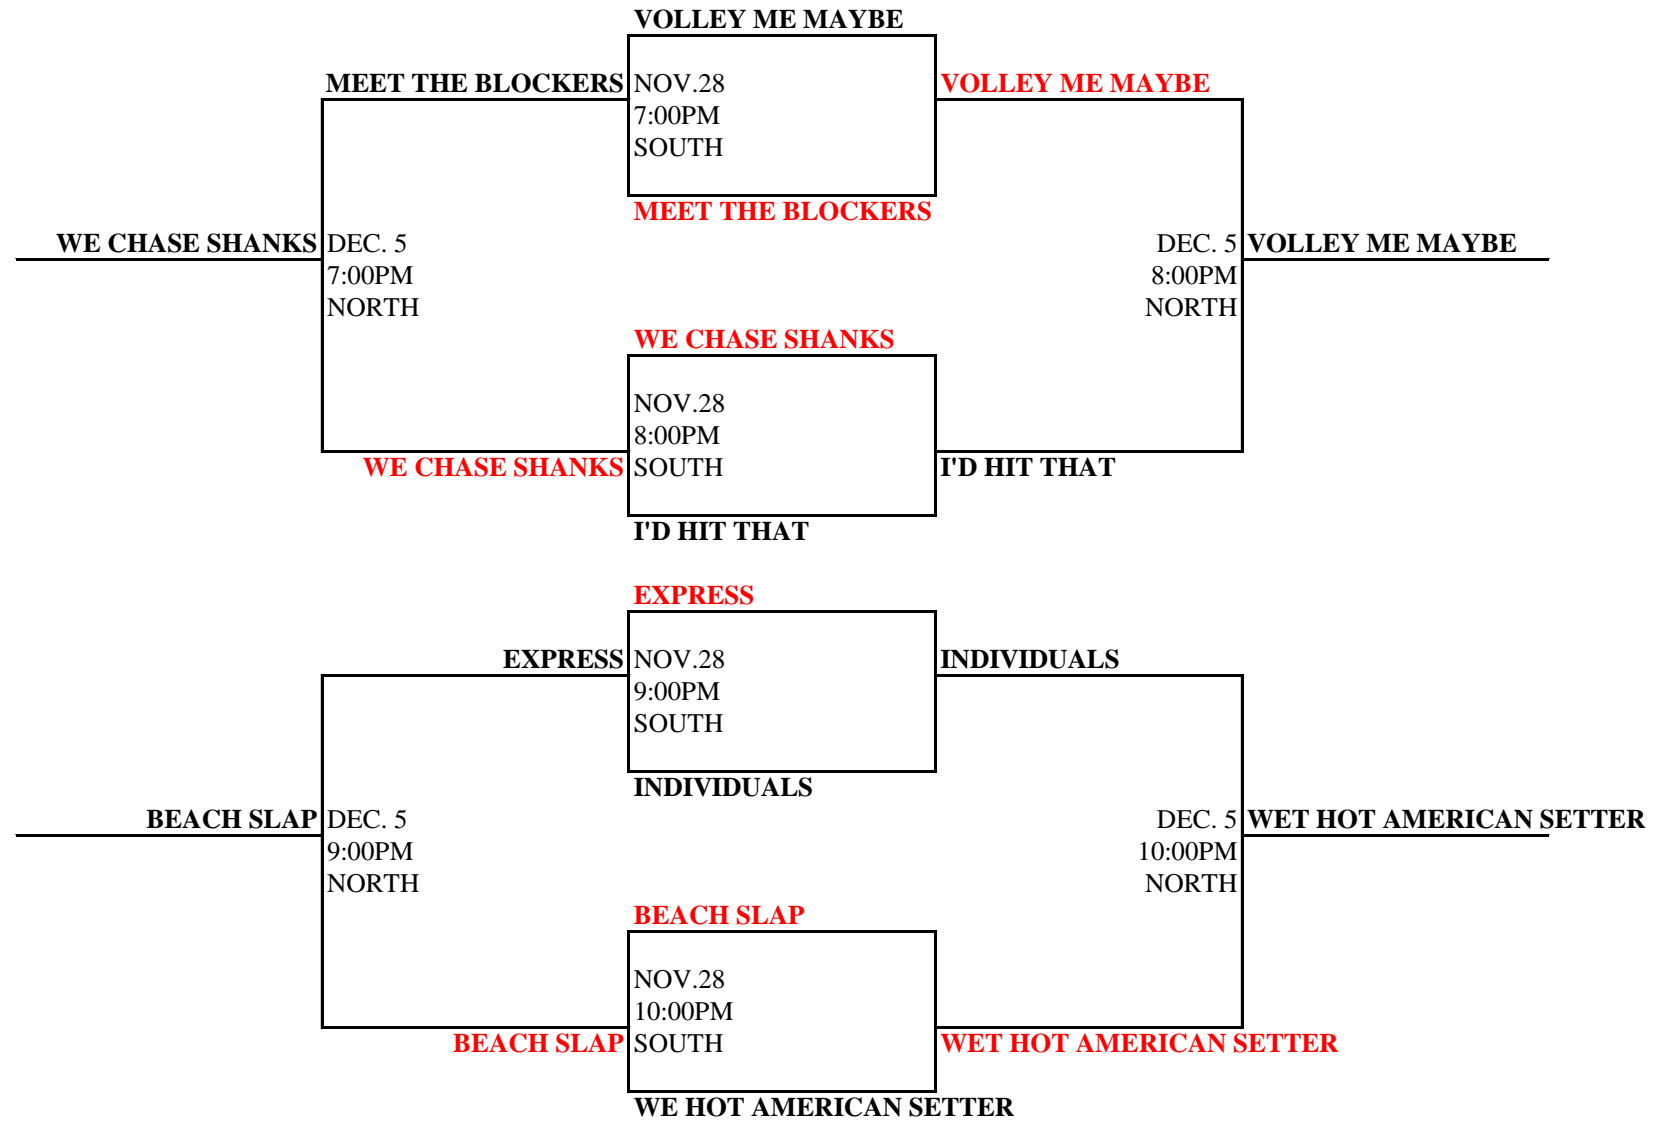 VOLLEY ME MAYBE
MEET THE BLOCKERS
NOV.28
VOLLEY ME MAYBE
7:00PM
SOUTH
MEET THE BLOCKERS
WE CHASE SHANKS
DEC. 5
DEC. 5
VOLLEY ME MAYBE
7:00PM
8:00PM
NORTH
NORTH
WE CHASE SHANKS
NOV.28
8:00PM
WE CHASE SHANKS
SOUTH
I'D HIT THAT
I'D HIT THAT
EXPRESS
EXPRESS
NOV.28
INDIVIDUALS
9:00PM
SOUTH
INDIVIDUALS
BEACH SLAP
DEC. 5
DEC. 5
WET HOT AMERICAN SETTER
9:00PM
10:00PM
NORTH
NORTH
BEACH SLAP
NOV.28
10:00PM
BEACH SLAP
SOUTH
WET HOT AMERICAN SETTER
WE HOT AMERICAN SETTER